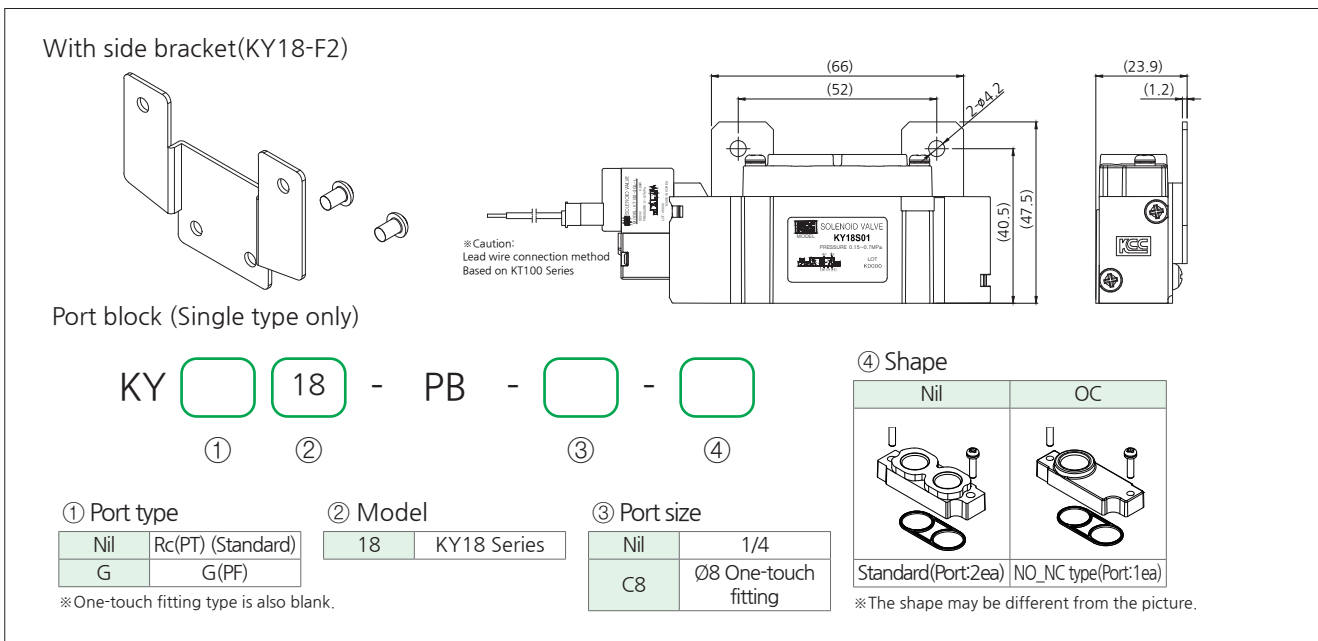 With side bracket(KY18-F2)
(66)
(52)
2-ø4.2
(40.5)
(47.5)
(23.9)
(1.2)
※Caution:
Lead wire connection method
Based on KT100 Series
SOLENOID VALVE
SOLENOID VALVE
MODEL
KY18S01
PRESSURE 0.15~0.7MPa
LOT
K0000
KCC
Port block (Single type only)
KY 18 - PB - -
① ② ③ ④
① Port type
Nil Rc(PT) (Standard)
G G(PF)
※One-touch fitting type is also blank.
② Model
18 KY18 Series
③ Port size
Nil 1/4
C8 Ø8 One-touch
fitting
④ Shape
Nil OC
Standard(Port:2ea) NO_NC type(Port:1ea)
※The shape may be different from the picture.